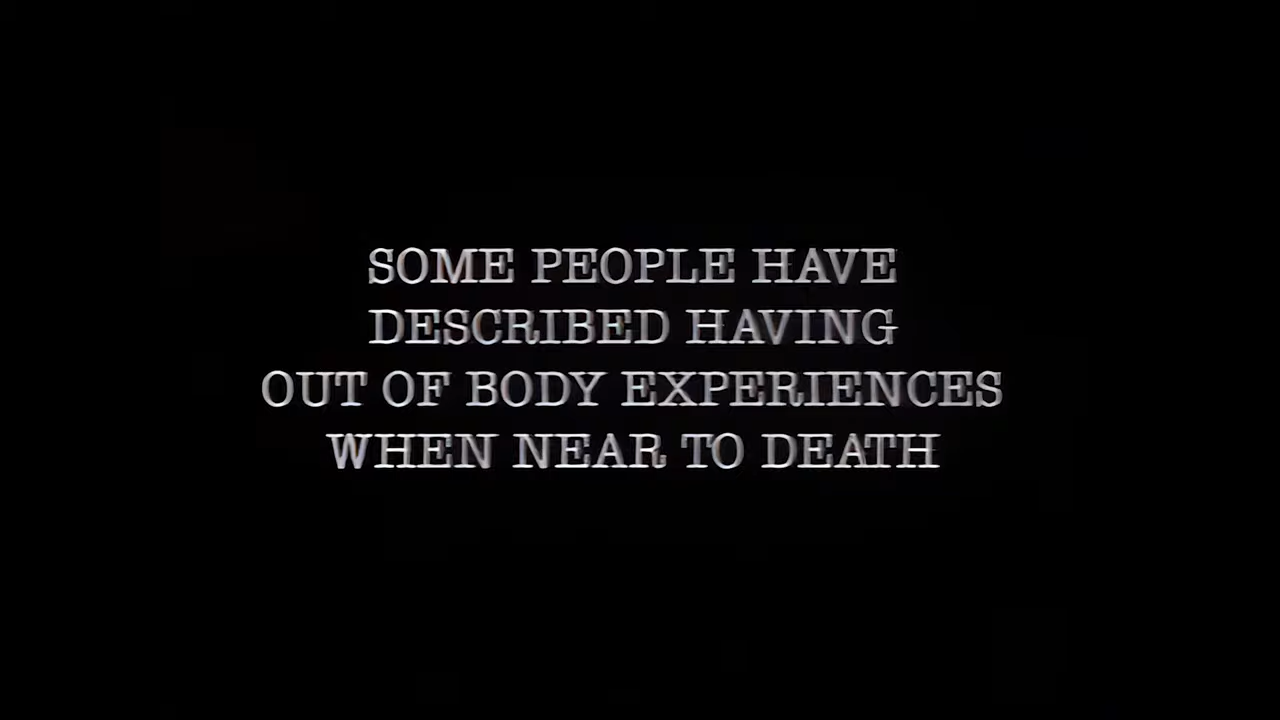 SOME PEOPLE HAVE
DESCRIBED HAVING
OUT OF BODY EXPERIENCES
WHEN NEAR TO DEATH